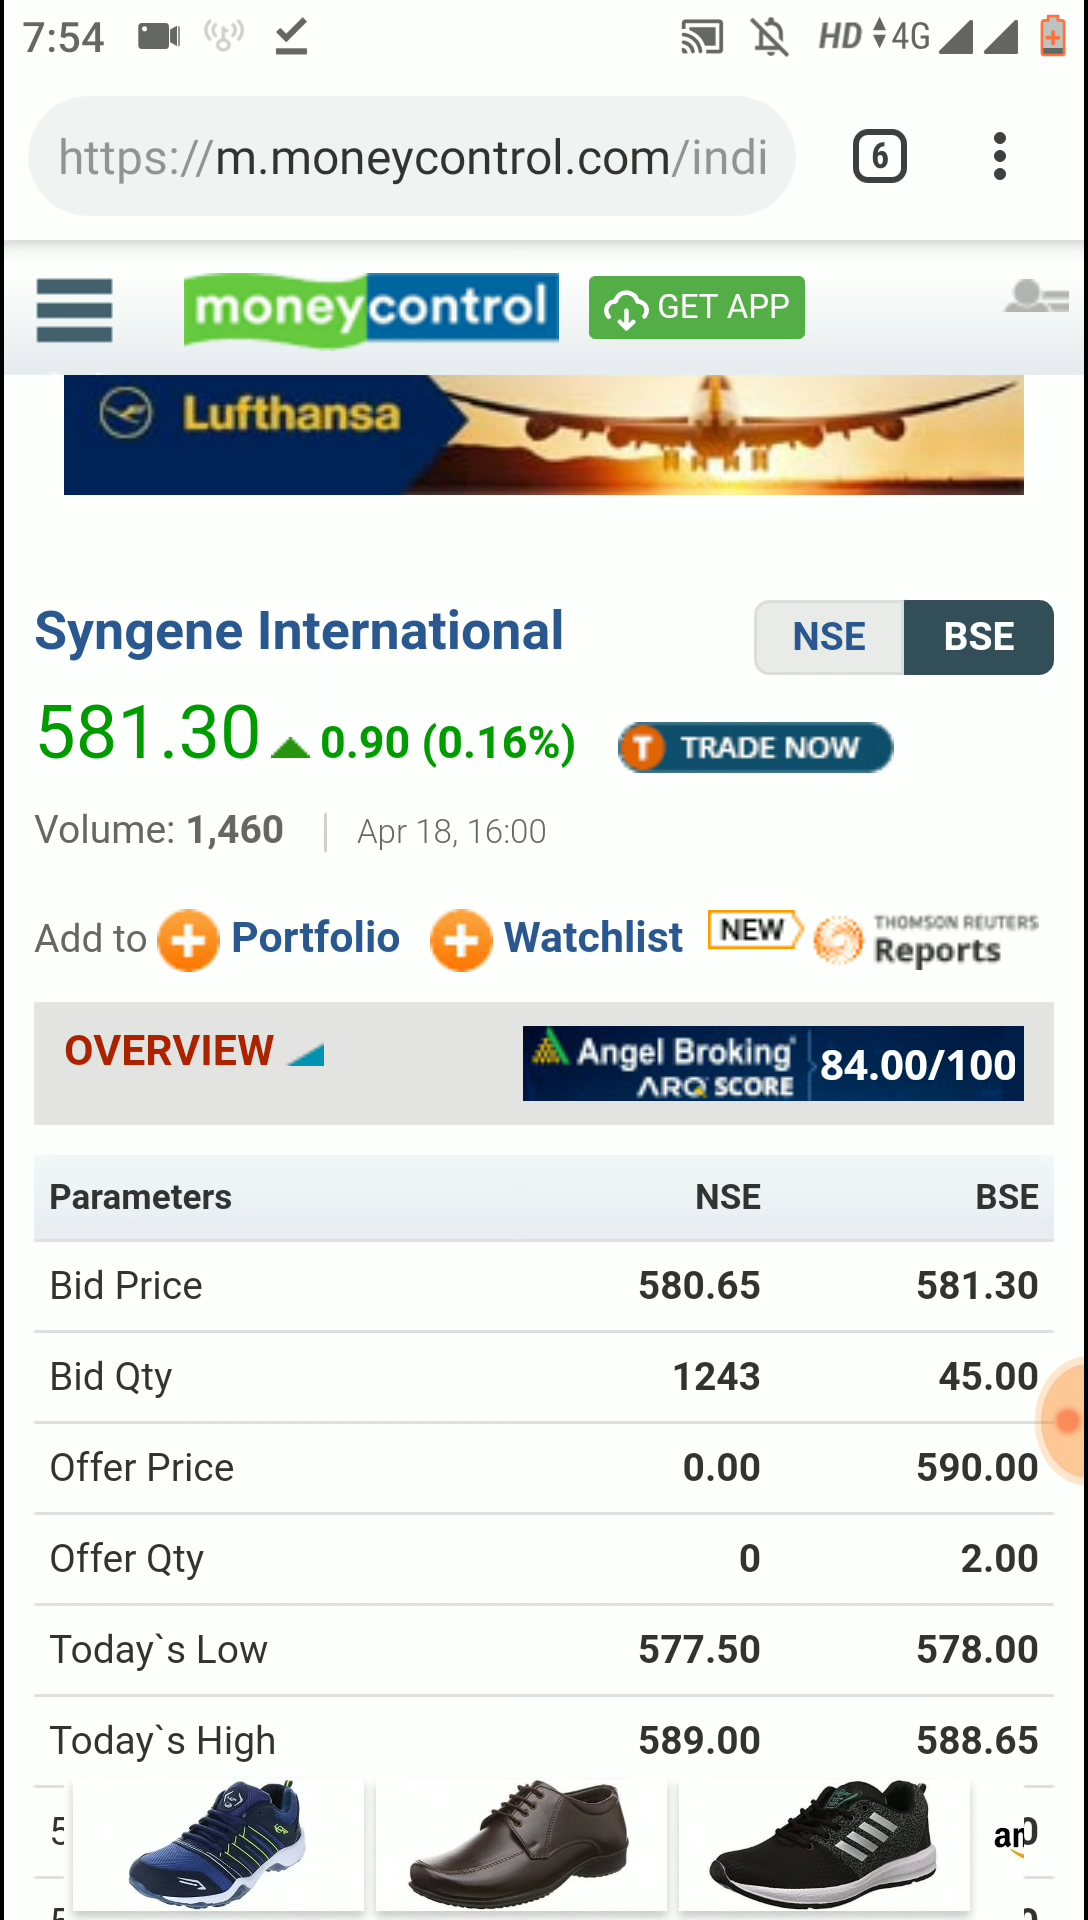 7:54 HD 4G
https://m.moneycontrol.com/indi 6
moneycontrol GET APP
Lufthansa
Syngene International NSE BSE
581.30 0.90 (0.16%) T TRADE NOW
Volume: 1,460 | Apr 18, 16:00
Add to Portfolio Watchlist NEW THOMSON REUTERS
Reports
OVERVIEW Angel Broking 84.00/100
ARQ SCORE
Parameters NSE BSE
Bid Price 580.65 581.30
Bid Qty 1243 45.00
Offer Price 0.00 590.00
Offer Qty 0 2.00
Today`s Low 577.50 578.00
Today`s High 589.00 588.65